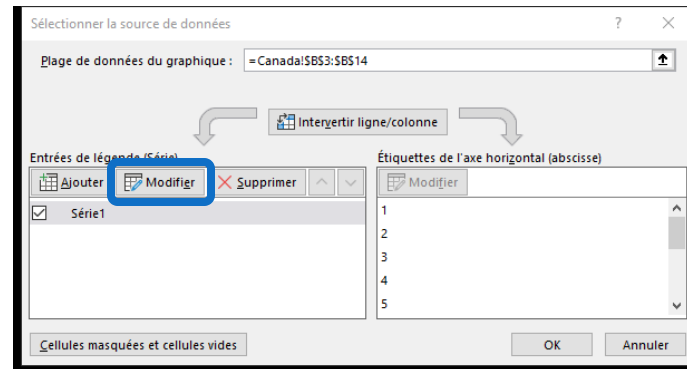 Sélectionner la source de données ? ×
Plage de données du graphique : =Canada!$B$3:$B$14
Intervertir ligne/colonne
Entrées de légende (Série)
Étiquettes de l'axe horizontal (abscisse)
Ajouter Modifier Supprimer
Modifier
Série1
1
2
3
4
5
Cellules masquées et cellules vides
OK Annuler